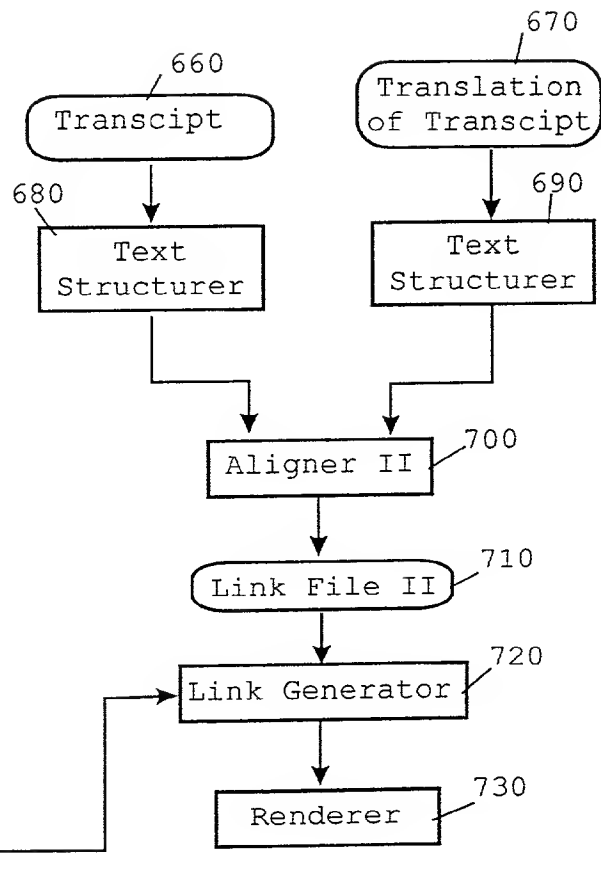 670
660
Translation
of Transcipt
Transcipt
680
690
Text
Structurer
Text
Structurer
700
Aligner II
710
Link File II
720
Link Generator
730
Renderer